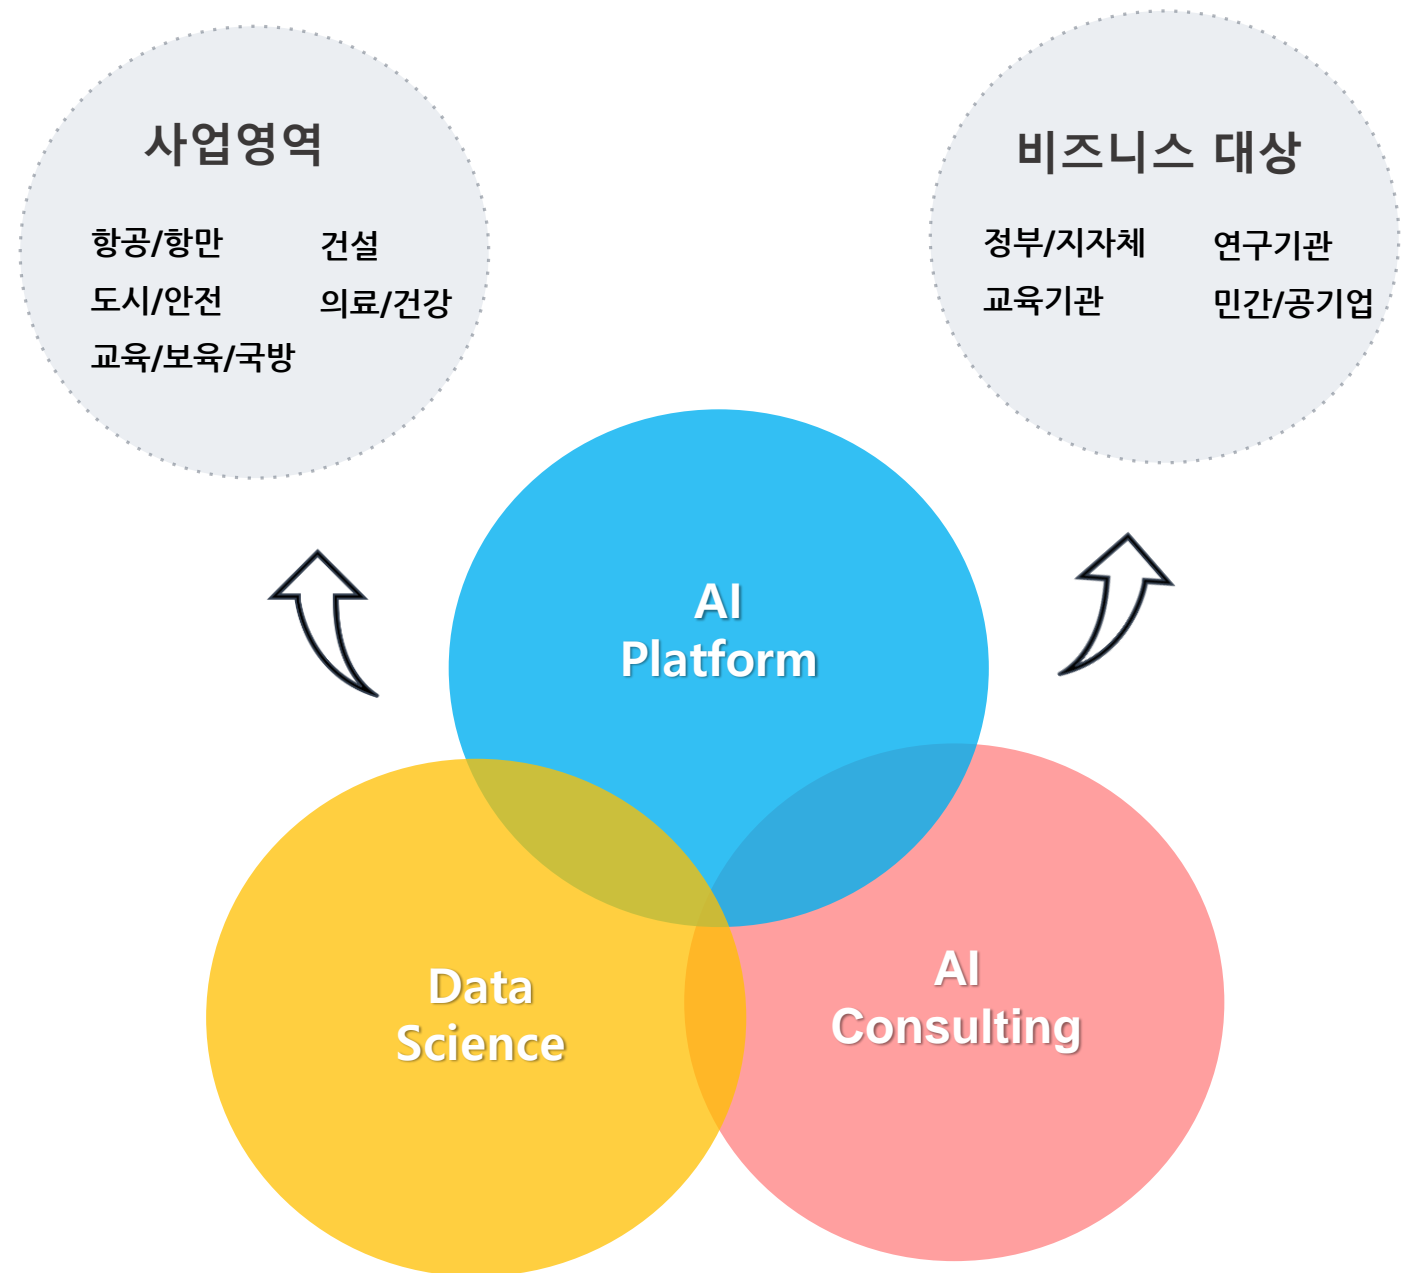 사업영역
항공/항만
건설
도시/안전
의료/건강
교육/보육/국방
비즈니스 대상
정부/지자체
연구기관
교육기관
민간/공기업
AI
Platform
Data
Science
AI
Consulting